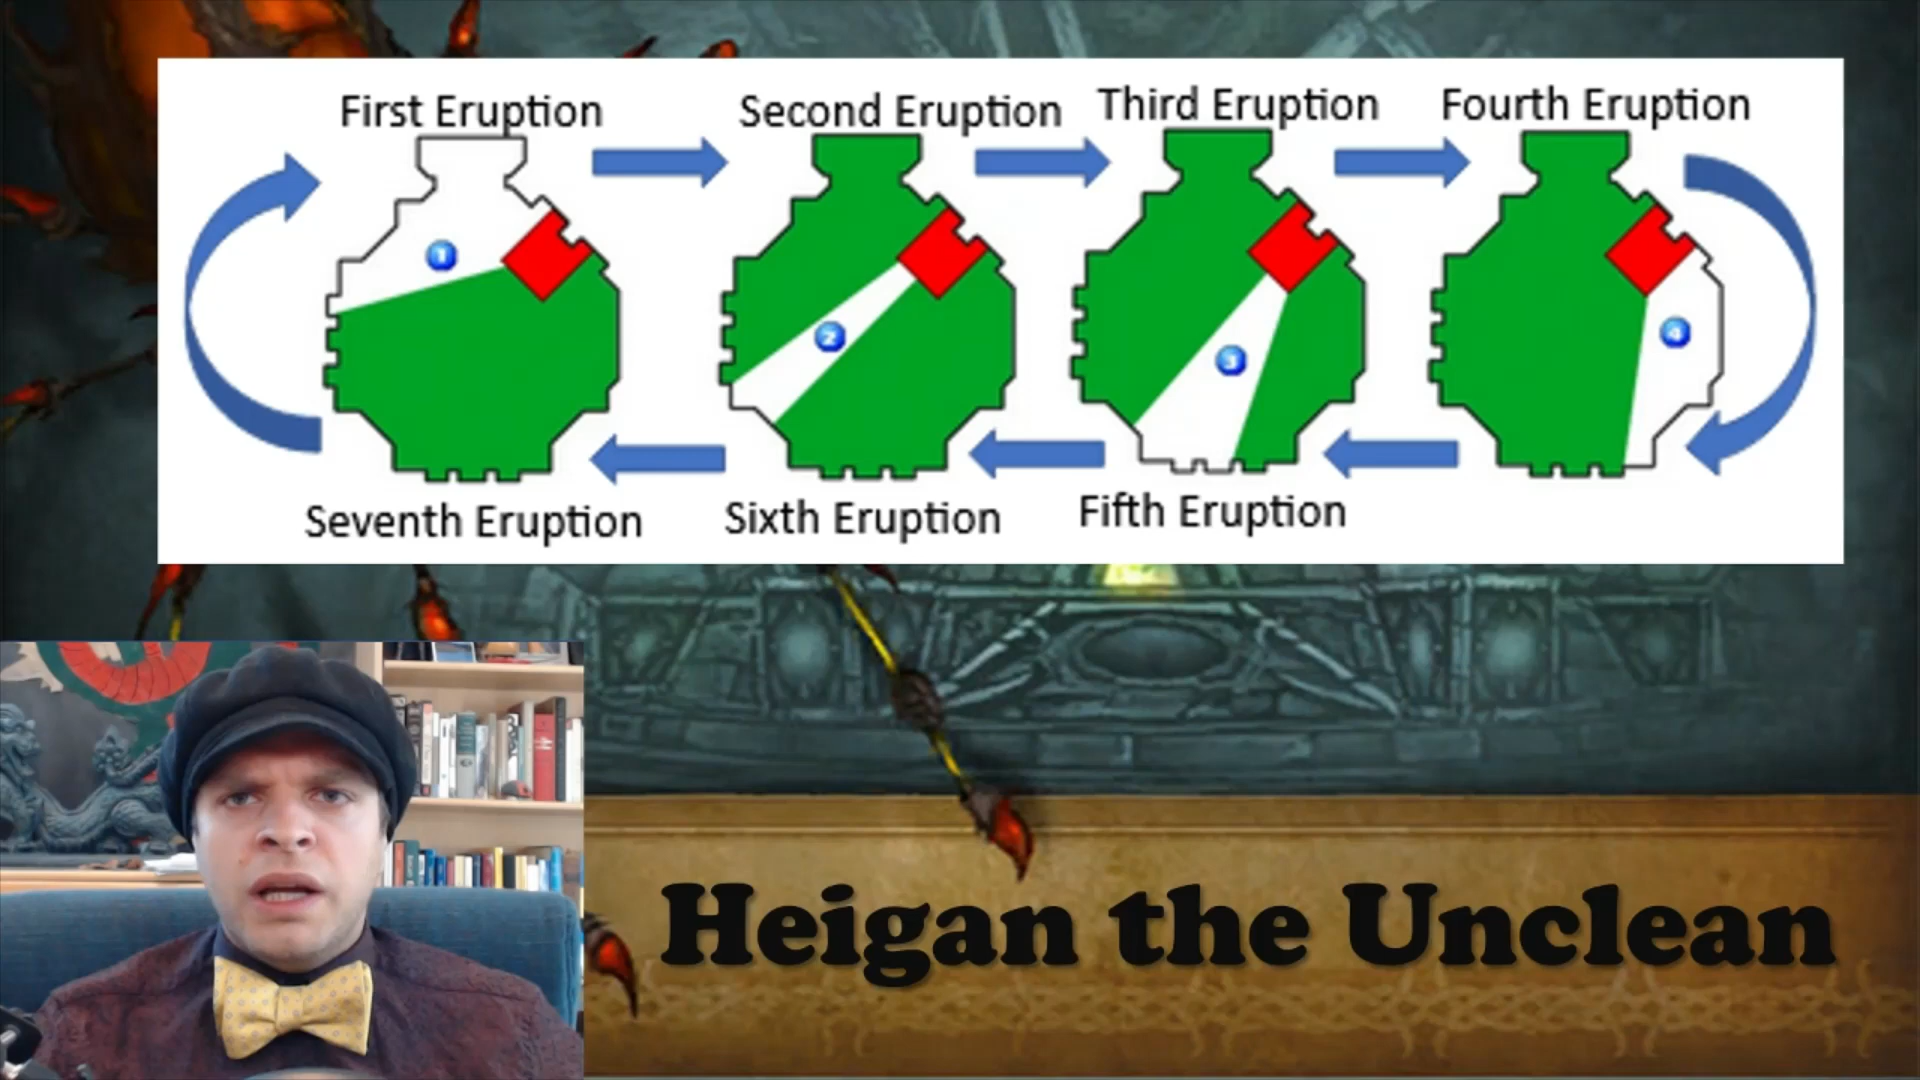 First Eruption
Second Eruption
Third Eruption
Fourth Eruption
1
2
3
4
Seventh Eruption
Sixth Eruption
Fifth Eruption
Heigan the Unclean